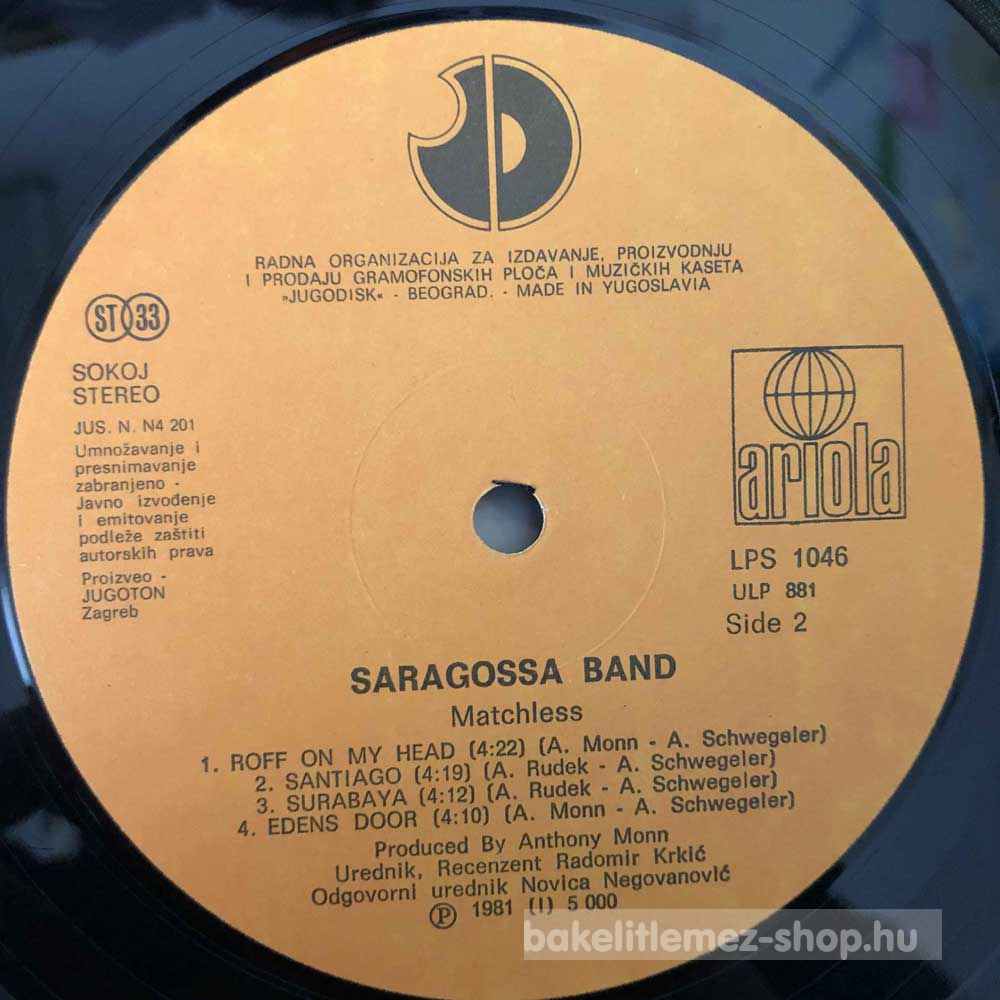 RADNA ORGANIZACIJA ZA IZDAVANJE, PROIZVODNJU
I PRODAJU GRAMOFONSKIH PLOČA I MUZIČKIH KASETA
»JUGODISK« - BEOGRAD. - MADE IN YUGOSLAVIA
ST 33
SOKOJ
STEREO
JUS. N. N4 201
Umnožavanje i
presnimavanje
zabranjeno -
Javno izvođenje
i emitovanje
podleže zaštiti
autorskih prava
Proizveo -
JUGOTON
Zagreb
ariola
LPS 1046
ULP 881
Side 2
SARAGOSSA BAND
Matchless
1. ROFF ON MY HEAD (4:22) (A. Monn - A. Schwegeler)
2. SANTIAGO (4:19) (A. Rudek - A. Schwegeler)
3. SURABAYA (4:12) (A. Rudek - A. Schwegeler)
4. EDENS DOOR (4:10) (A. Monn - A. Schwegeler)
Produced By Anthony Monn
Urednik, Recenzent Radomir Krkić
Odgovorni urednik Novica Negovanović
Ⓟ 1981 (I) 5 000
bakelitlemez-shop.hu